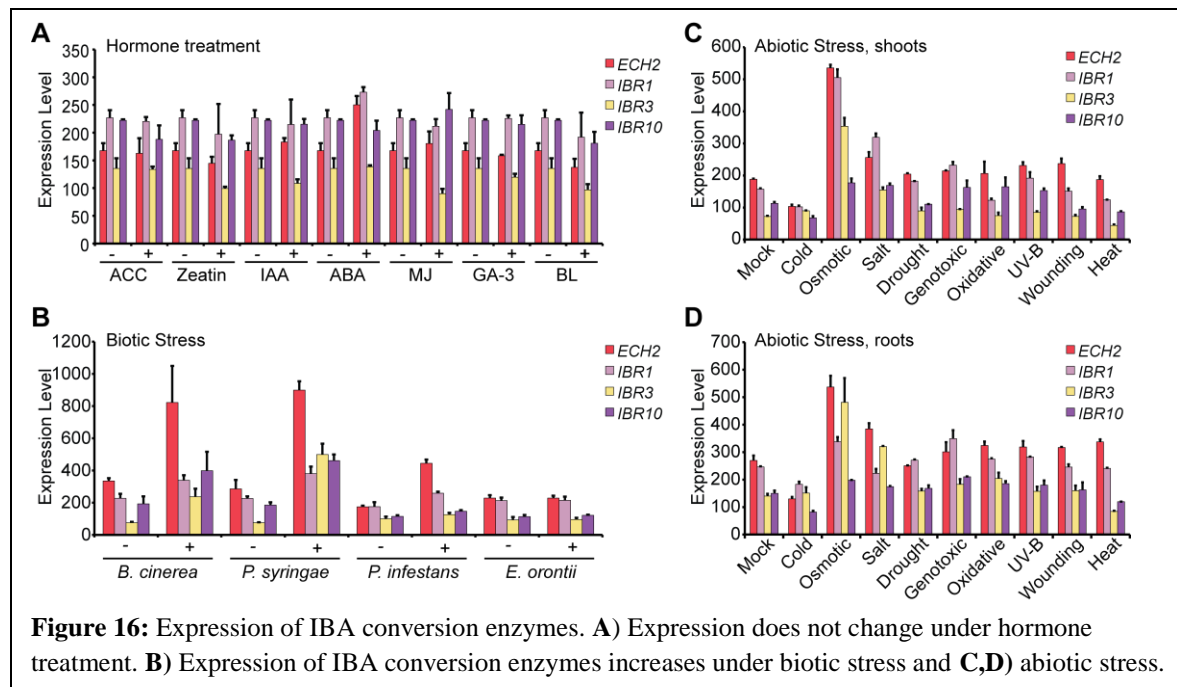 A
Hormone treatment
Expression Level
350
300
250
200
150
100
50
0
- + - + - + - + - + - + - +
ACC Zeatin IAA ABA MJ GA-3 BL
ECH2
IBR1
IBR3
IBR10
B
Biotic Stress
Expression Level
1200
1000
800
600
400
200
0
- + - + - + - +
B. cinerea P. syringae P. infestans E. orontii
ECH2
IBR1
IBR3
IBR10
C
Abiotic Stress, shoots
Expression Level
600
500
400
300
200
100
0
Mock Cold Osmotic Salt Drought Genotoxic Oxidative UV-B Wounding Heat
ECH2
IBR1
IBR3
IBR10
D
Abiotic Stress, roots
Expression Level
700
600
500
400
300
200
100
0
Mock Cold Osmotic Salt Drought Genotoxic Oxidative UV-B Wounding Heat
ECH2
IBR1
IBR3
IBR10
Figure 16: Expression of IBA conversion enzymes. A) Expression does not change under hormone
treatment. B) Expression of IBA conversion enzymes increases under biotic stress and C,D) abiotic stress.